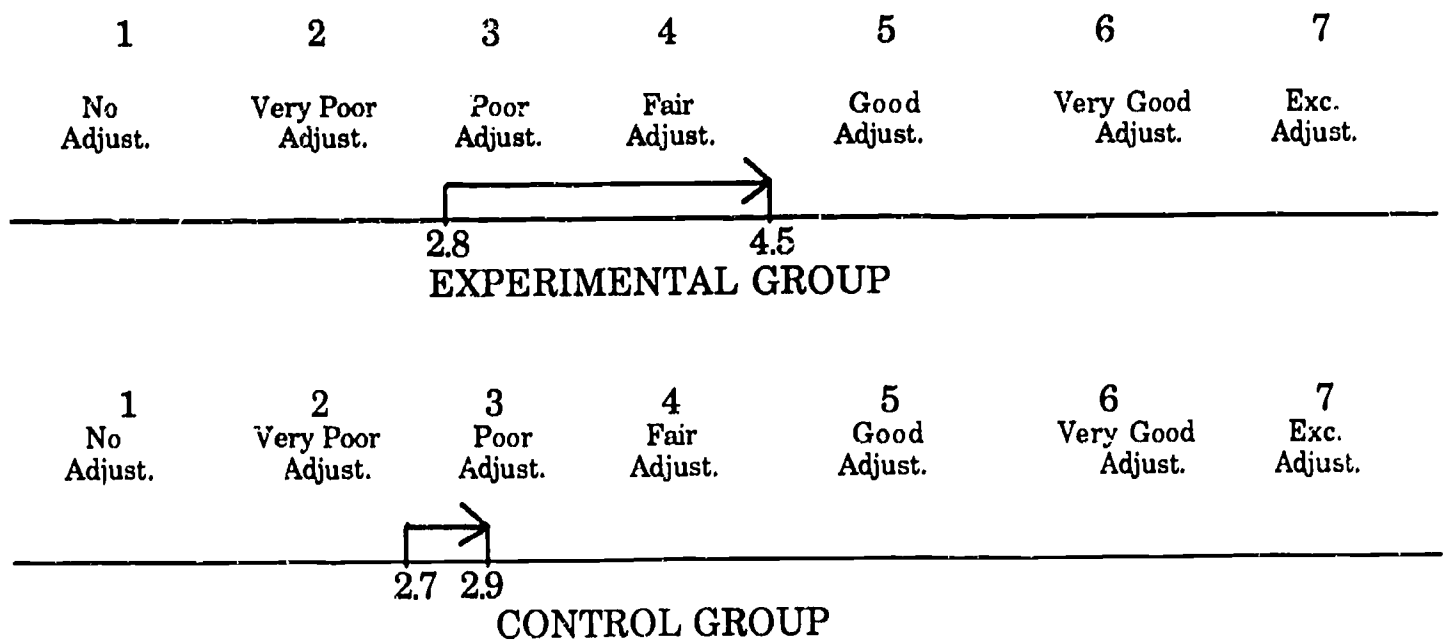 1 2 3 4 5 6 7
No Very Poor Poor Fair Good Very Good Exc.
Adjust. Adjust. Adjust. Adjust. Adjust. Adjust. Adjust.
2.8 4.5
EXPERIMENTAL GROUP
1 2 3 4 5 6 7
No Very Poor Poor Fair Good Very Good Exc.
Adjust. Adjust. Adjust. Adjust. Adjust. Adjust. Adjust.
2.7 2.9
CONTROL GROUP